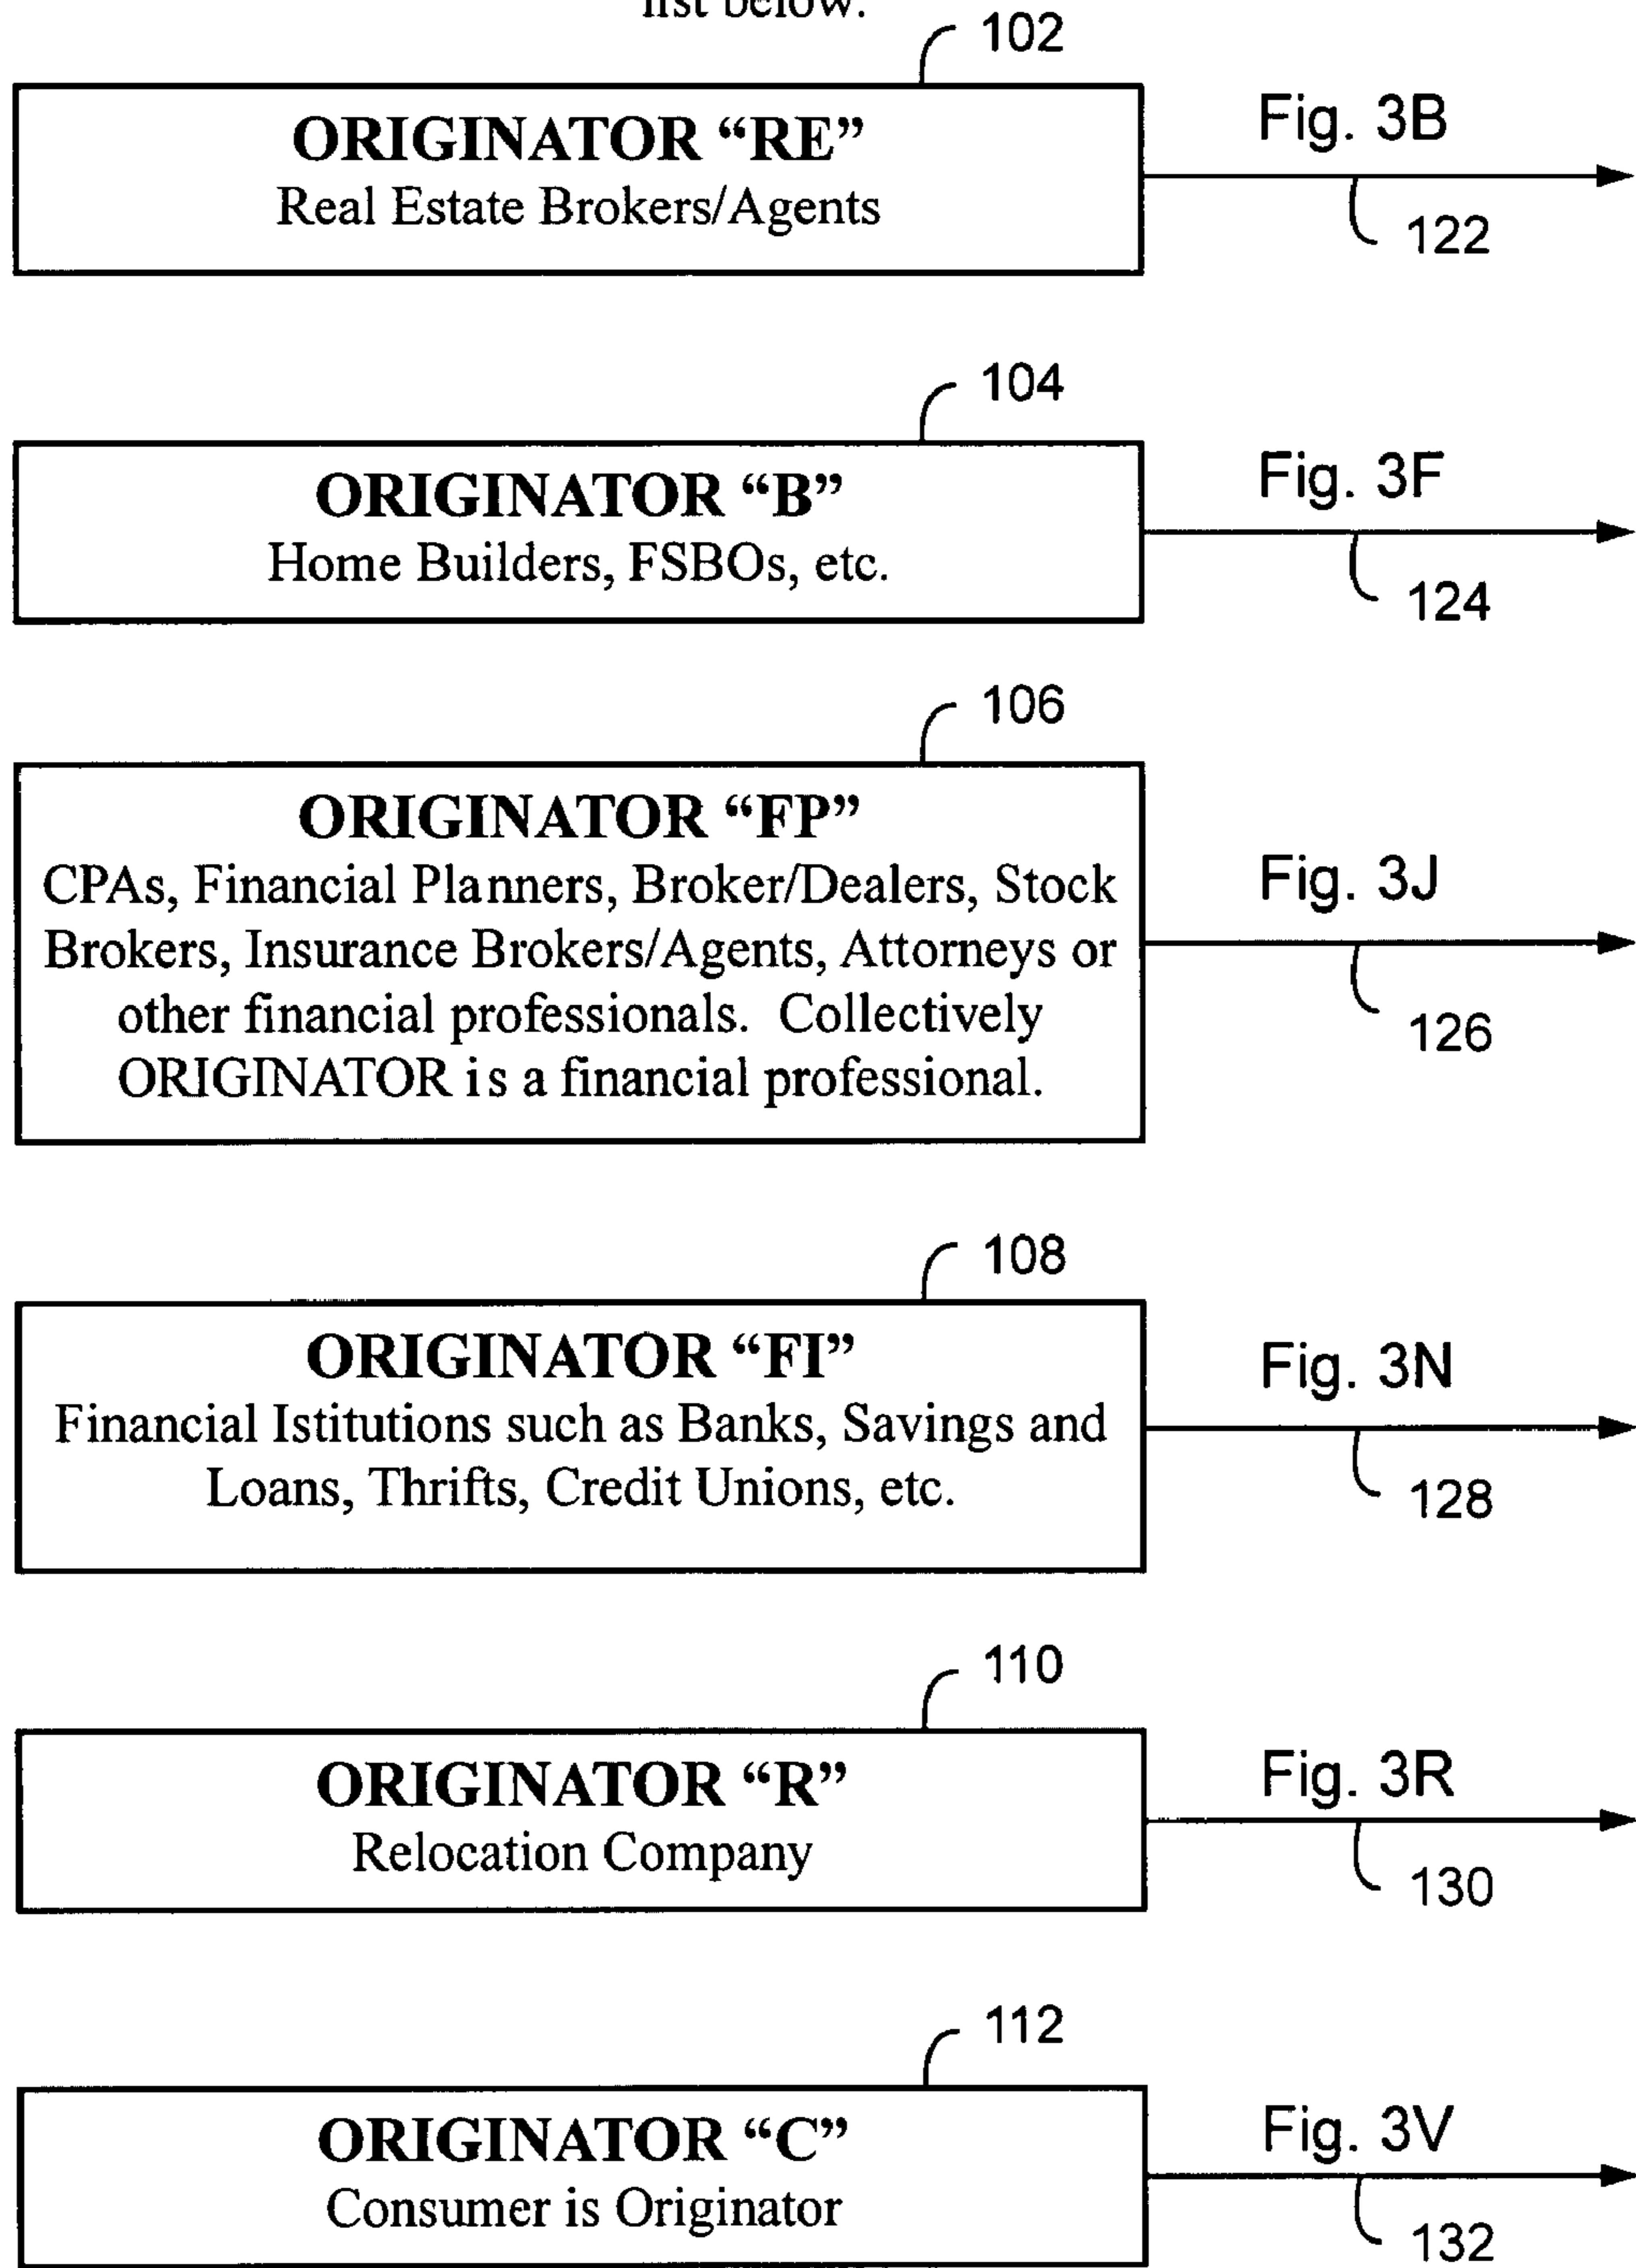 list below.
102
ORIGINATOR “RE”
Real Estate Brokers/Agents
Fig. 3B
122
104
ORIGINATOR “B”
Home Builders, FSBOs, etc.
Fig. 3F
124
106
ORIGINATOR “FP”
CPAs, Financial Planners, Broker/Dealers, Stock
Brokers, Insurance Brokers/Agents, Attorneys or
other financial professionals. Collectively
ORIGINATOR is a financial professional.
Fig. 3J
126
108
ORIGINATOR “FI”
Financial Istitutions such as Banks, Savings and
Loans, Thrifts, Credit Unions, etc.
Fig. 3N
128
110
ORIGINATOR “R”
Relocation Company
Fig. 3R
130
112
ORIGINATOR “C”
Consumer is Originator
Fig. 3V
132